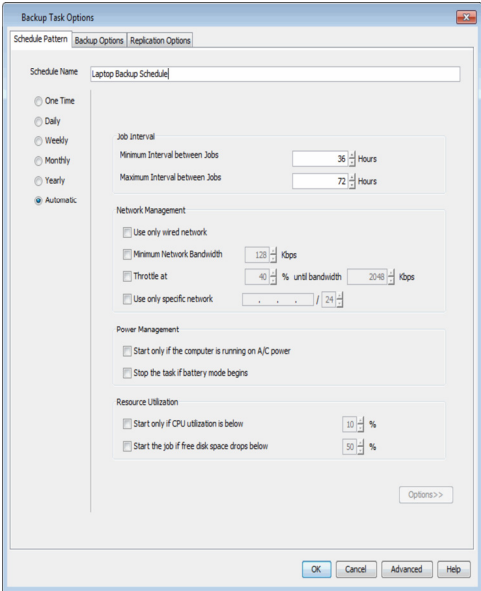 Backup Task Options
Schedule Pattern Backup Options Replication Options
Schedule Name Laptop Backup Schedule
One Time
Daily
Weekly
Monthly
Yearly
Automatic
Job Interval
Minimum Interval between Jobs 36 Hours
Maximum Interval between Jobs 72 Hours
Network Management
Use only wired network
Minimum Network Bandwidth 128 Kbps
Throttle at 40 % until bandwidth 2048 Kbps
Use only specific network . . . / 24
Power Management
Start only if the computer is running on A/C power
Stop the task if battery mode begins
Resource Utilization
Start only if CPU utilization is below 10 %
Start the job if free disk space drops below 50 %
Options>>
OK Cancel Advanced Help